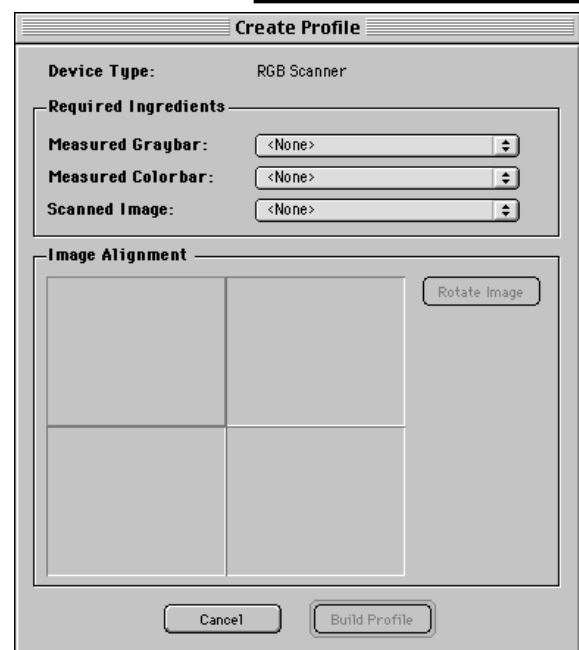 Create Profile
Device Type: RGB Scanner
Required Ingredients
Measured Graybar: <None>
Measured Colorbar: <None>
Scanned Image: <None>
Image Alignment
Rotate Image
Cancel Build Profile